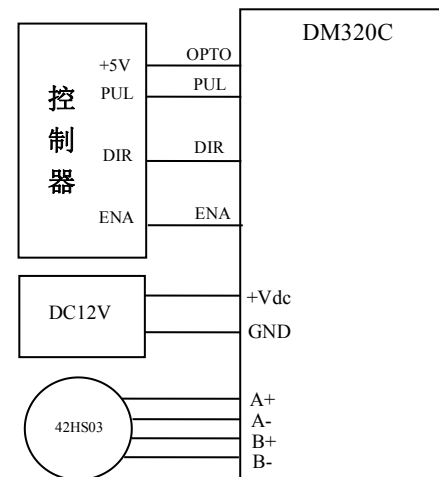 DM320C
+5V OPTO
PUL PUL
控制器
DIR DIR
ENA ENA
DC12V
+Vdc
GND
42HS03
A+
A-
B+
B-